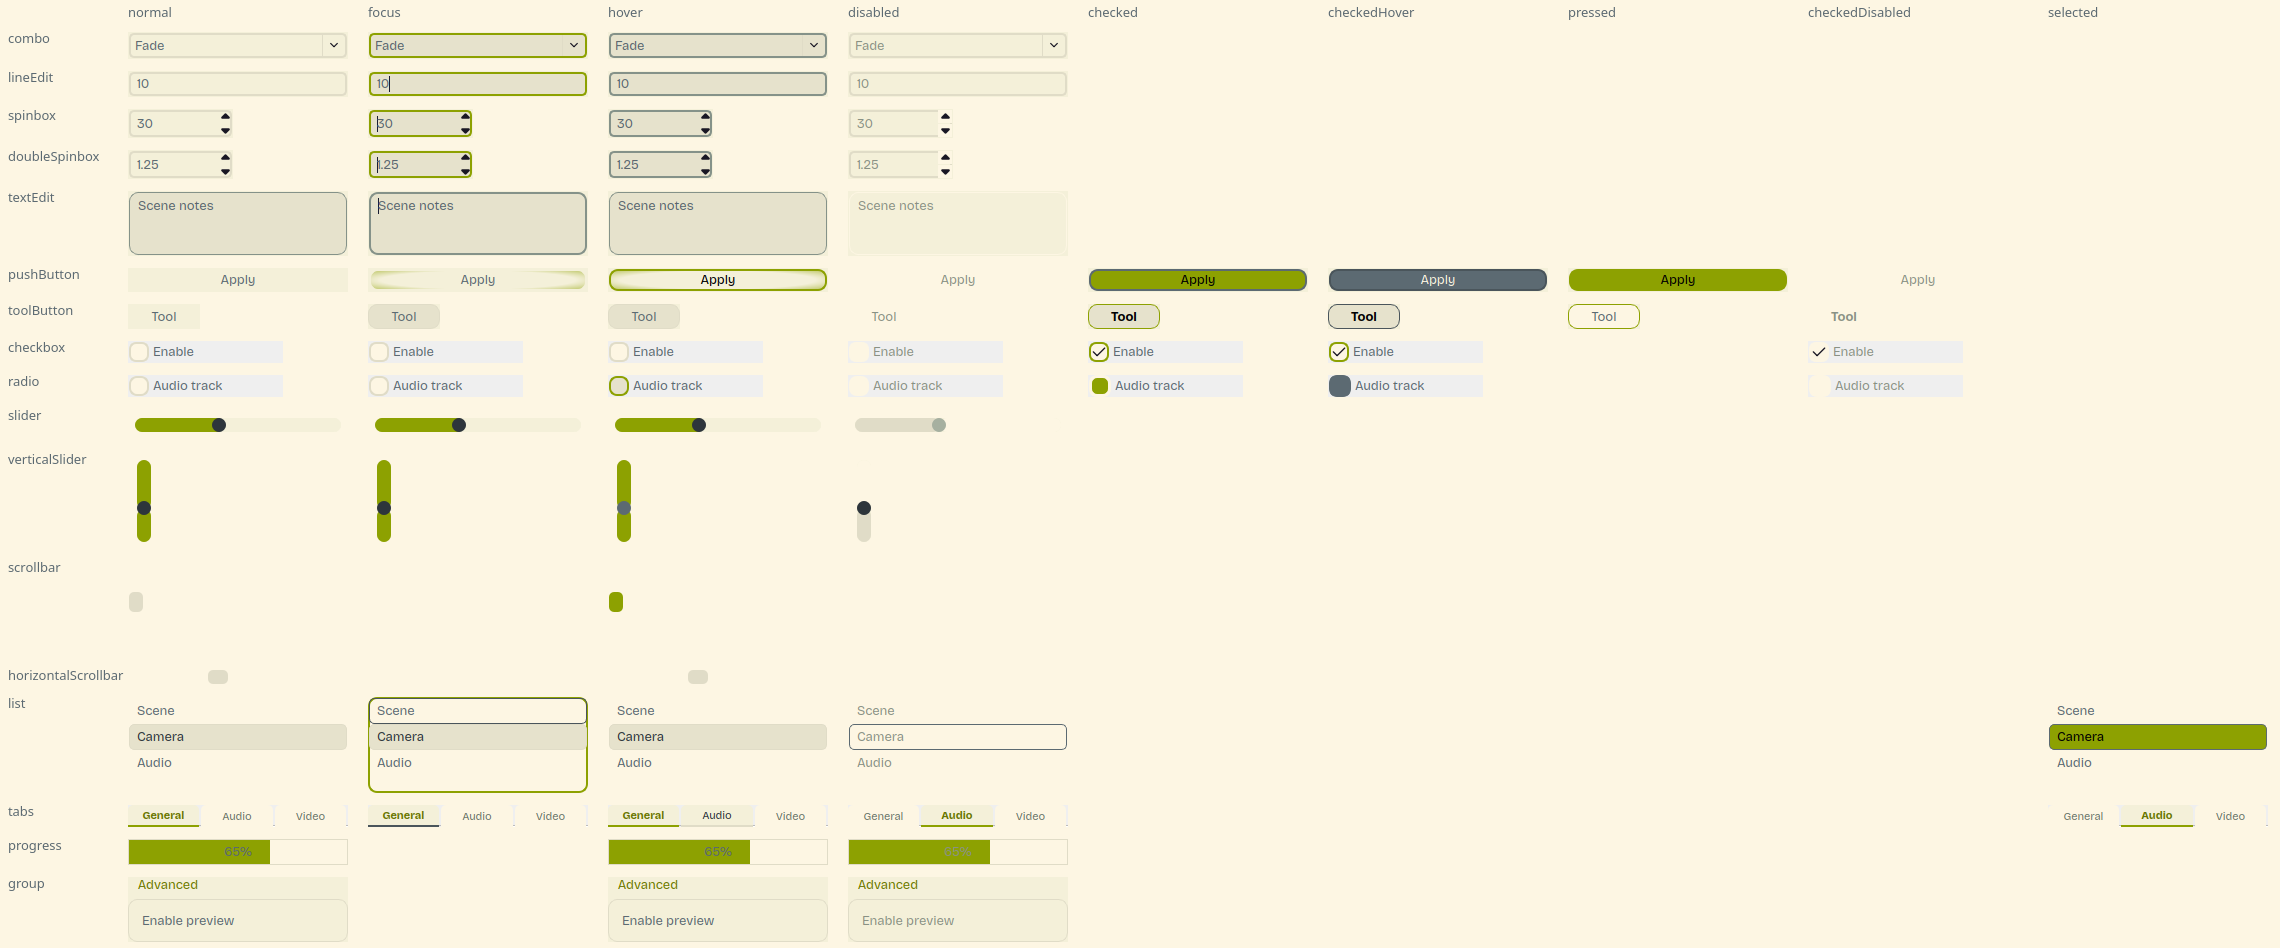 normal focus hover disabled checked checkedHover pressed checkedDisabled selected
combo Fade Fade Fade Fade
lineEdit 10 10 10 10
spinbox 30 30 30 30
doubleSpinbox 1.25 1.25 1.25 1.25
textEdit Scene notes Scene notes Scene notes Scene notes
pushButton Apply Apply Apply Apply Apply Apply Apply Apply
toolButton Tool Tool Tool Tool Tool Tool Tool Tool
checkbox Enable Enable Enable Enable Enable Enable Enable
radio Audio track Audio track Audio track Audio track Audio track Audio track Audio track
slider
verticalSlider
scrollbar
horizontalScrollbar
list Scene Scene Scene Scene Scene
Camera Camera Camera Camera Camera
Audio Audio Audio Audio Audio
tabs General Audio Video General Audio Video General Audio Video General Audio Video General Audio Video
progress 65% 65%
group Advanced Advanced Advanced
Enable preview Enable preview Enable preview